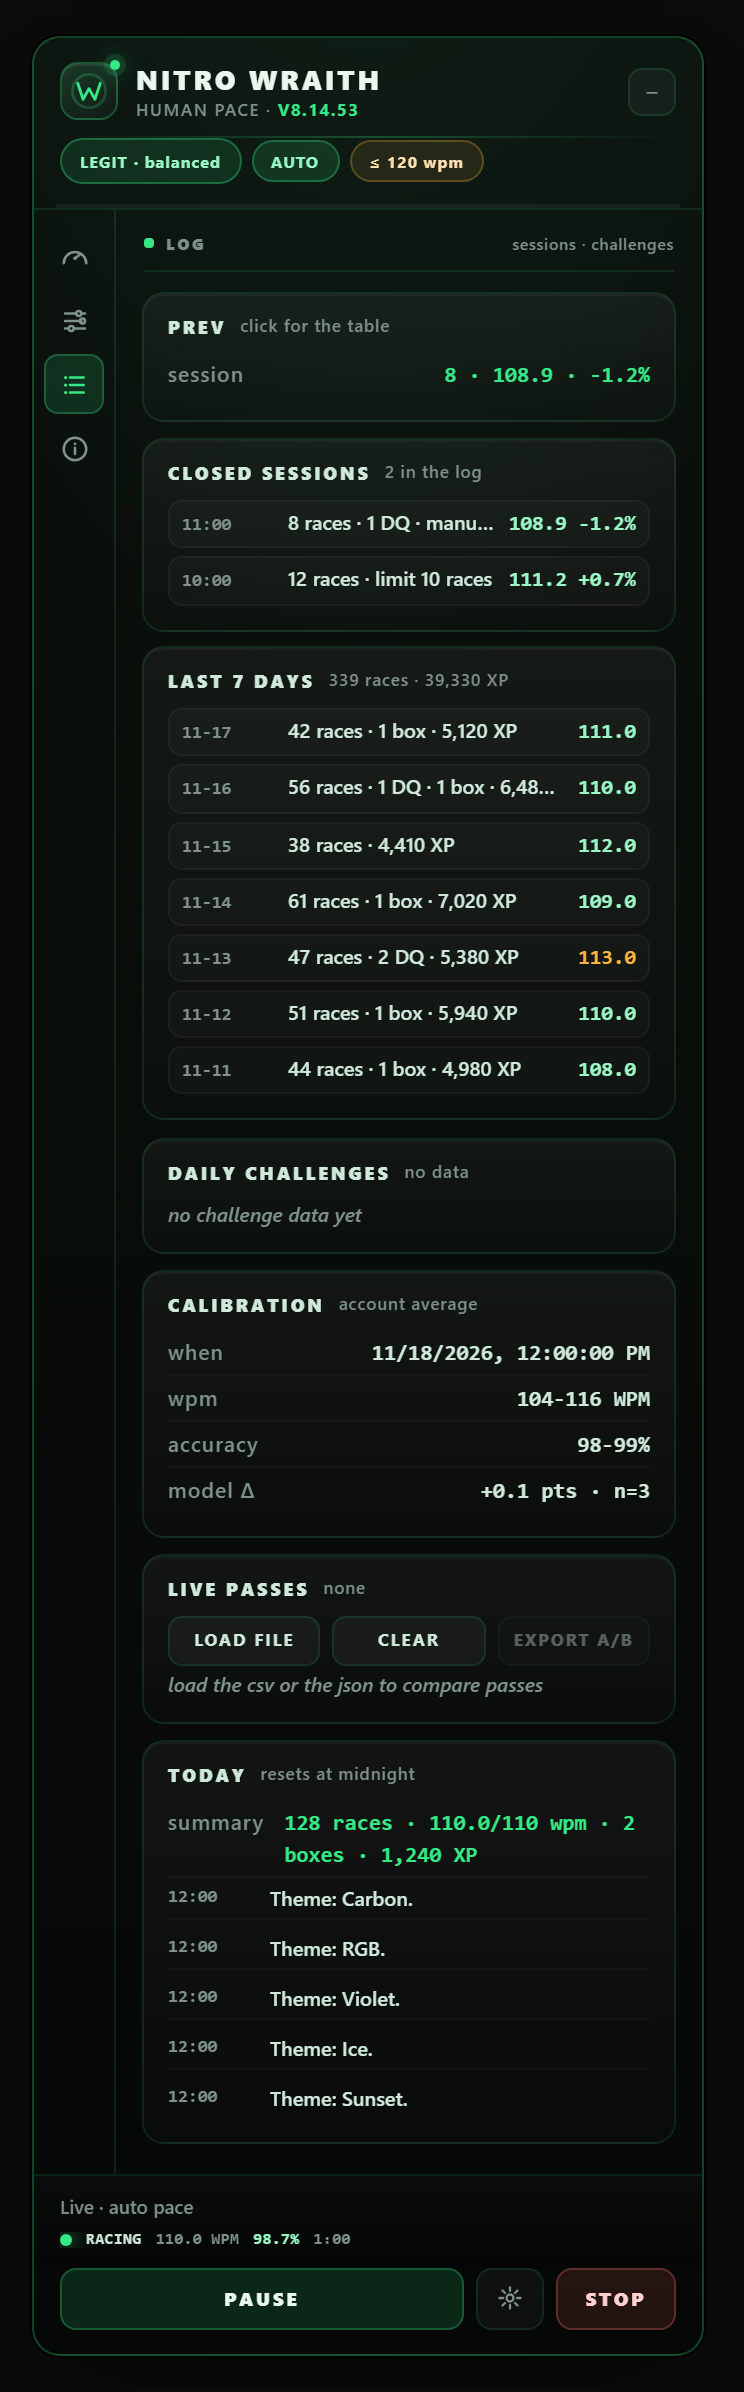 W
NITRO WRAITH
HUMAN PACE · V8.14.53
–
LEGIT · balanced AUTO ≤ 120 wpm
LOG sessions · challenges
PREV click for the table
session 8 · 108.9 · -1.2%
CLOSED SESSIONS 2 in the log
11:00 8 races · 1 DQ · manu... 108.9 -1.2%
10:00 12 races · limit 10 races 111.2 +0.7%
LAST 7 DAYS 339 races · 39,330 XP
11-17 42 races · 1 box · 5,120 XP 111.0
11-16 56 races · 1 DQ · 1 box · 6,48... 110.0
11-15 38 races · 4,410 XP 112.0
11-14 61 races · 1 box · 7,020 XP 109.0
11-13 47 races · 2 DQ · 5,380 XP 113.0
11-12 51 races · 1 box · 5,940 XP 110.0
11-11 44 races · 1 box · 4,980 XP 108.0
DAILY CHALLENGES no data
no challenge data yet
CALIBRATION account average
when 11/18/2026, 12:00:00 PM
wpm 104-116 WPM
accuracy 98-99%
model Δ +0.1 pts · n=3
LIVE PASSES none
LOAD FILE CLEAR EXPORT A/B
load the csv or the json to compare passes
TODAY resets at midnight
summary 128 races · 110.0/110 wpm · 2
boxes · 1,240 XP
12:00 Theme: Carbon.
12:00 Theme: RGB.
12:00 Theme: Violet.
12:00 Theme: Ice.
12:00 Theme: Sunset.
Live · auto pace
RACING 110.0 WPM 98.7% 1:00
PAUSE STOP